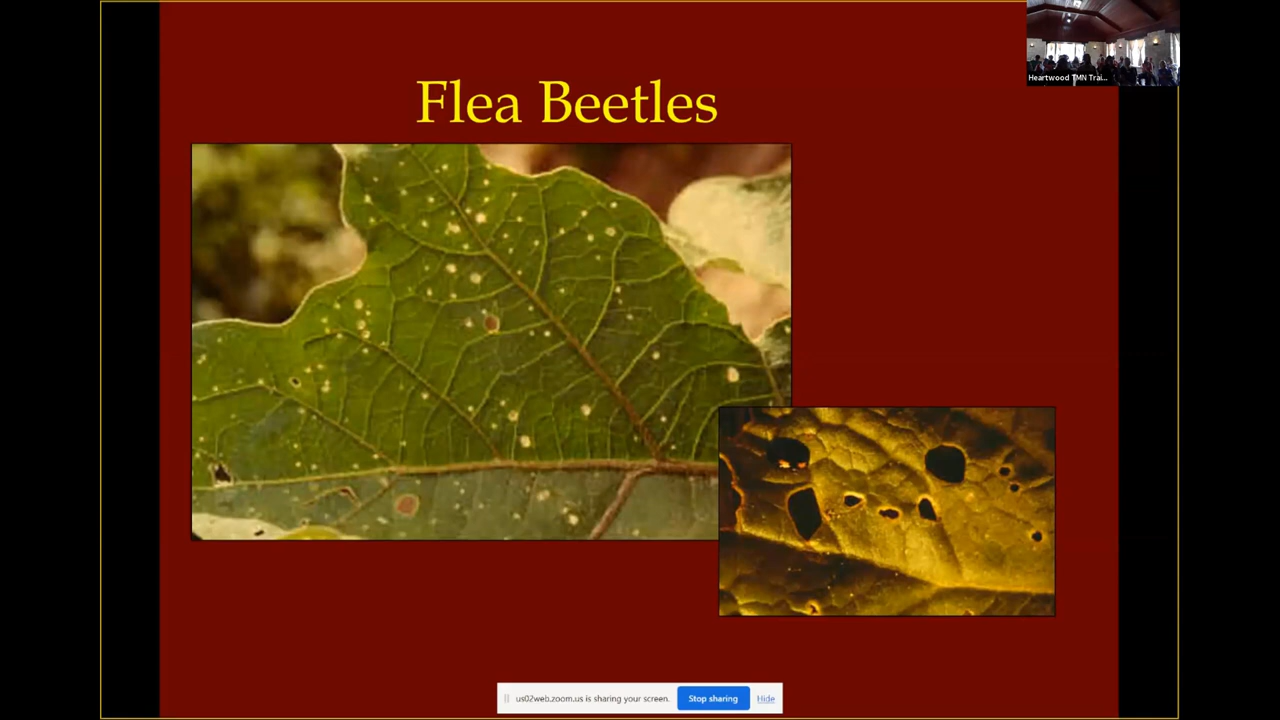 Heartwood TMN Trai...
Flea Beetles
us02web.zoom.us is sharing your screen.
Stop sharing
Hide